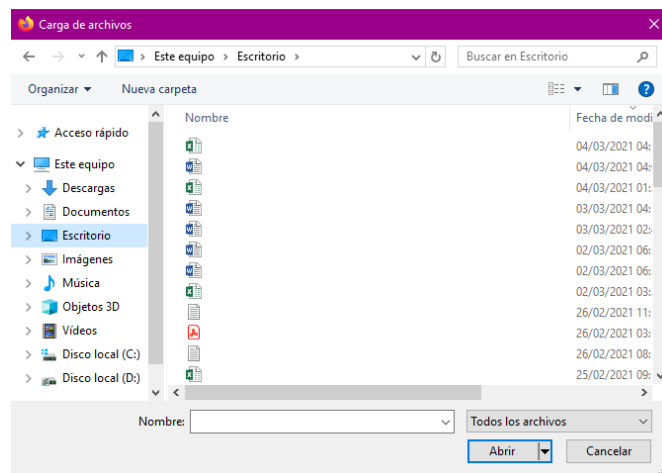 Carga de archivos
Este equipo > Escritorio >
Buscar en Escritorio
Organizar
Nueva carpeta
Nombre
Fecha de modi
Acceso rápido
Este equipo
Descargas
Documentos
Escritorio
Imágenes
Música
Objetos 3D
Vídeos
Disco local (C:)
Disco local (D:)
04/03/2021 04:
04/03/2021 04:
04/03/2021 01:
03/03/2021 04:
03/03/2021 02:
02/03/2021 06:
02/03/2021 06:
02/03/2021 03:
26/02/2021 11:
26/02/2021 03:
26/02/2021 08:
25/02/2021 09:
Nombre:
Todos los archivos
Abrir
Cancelar